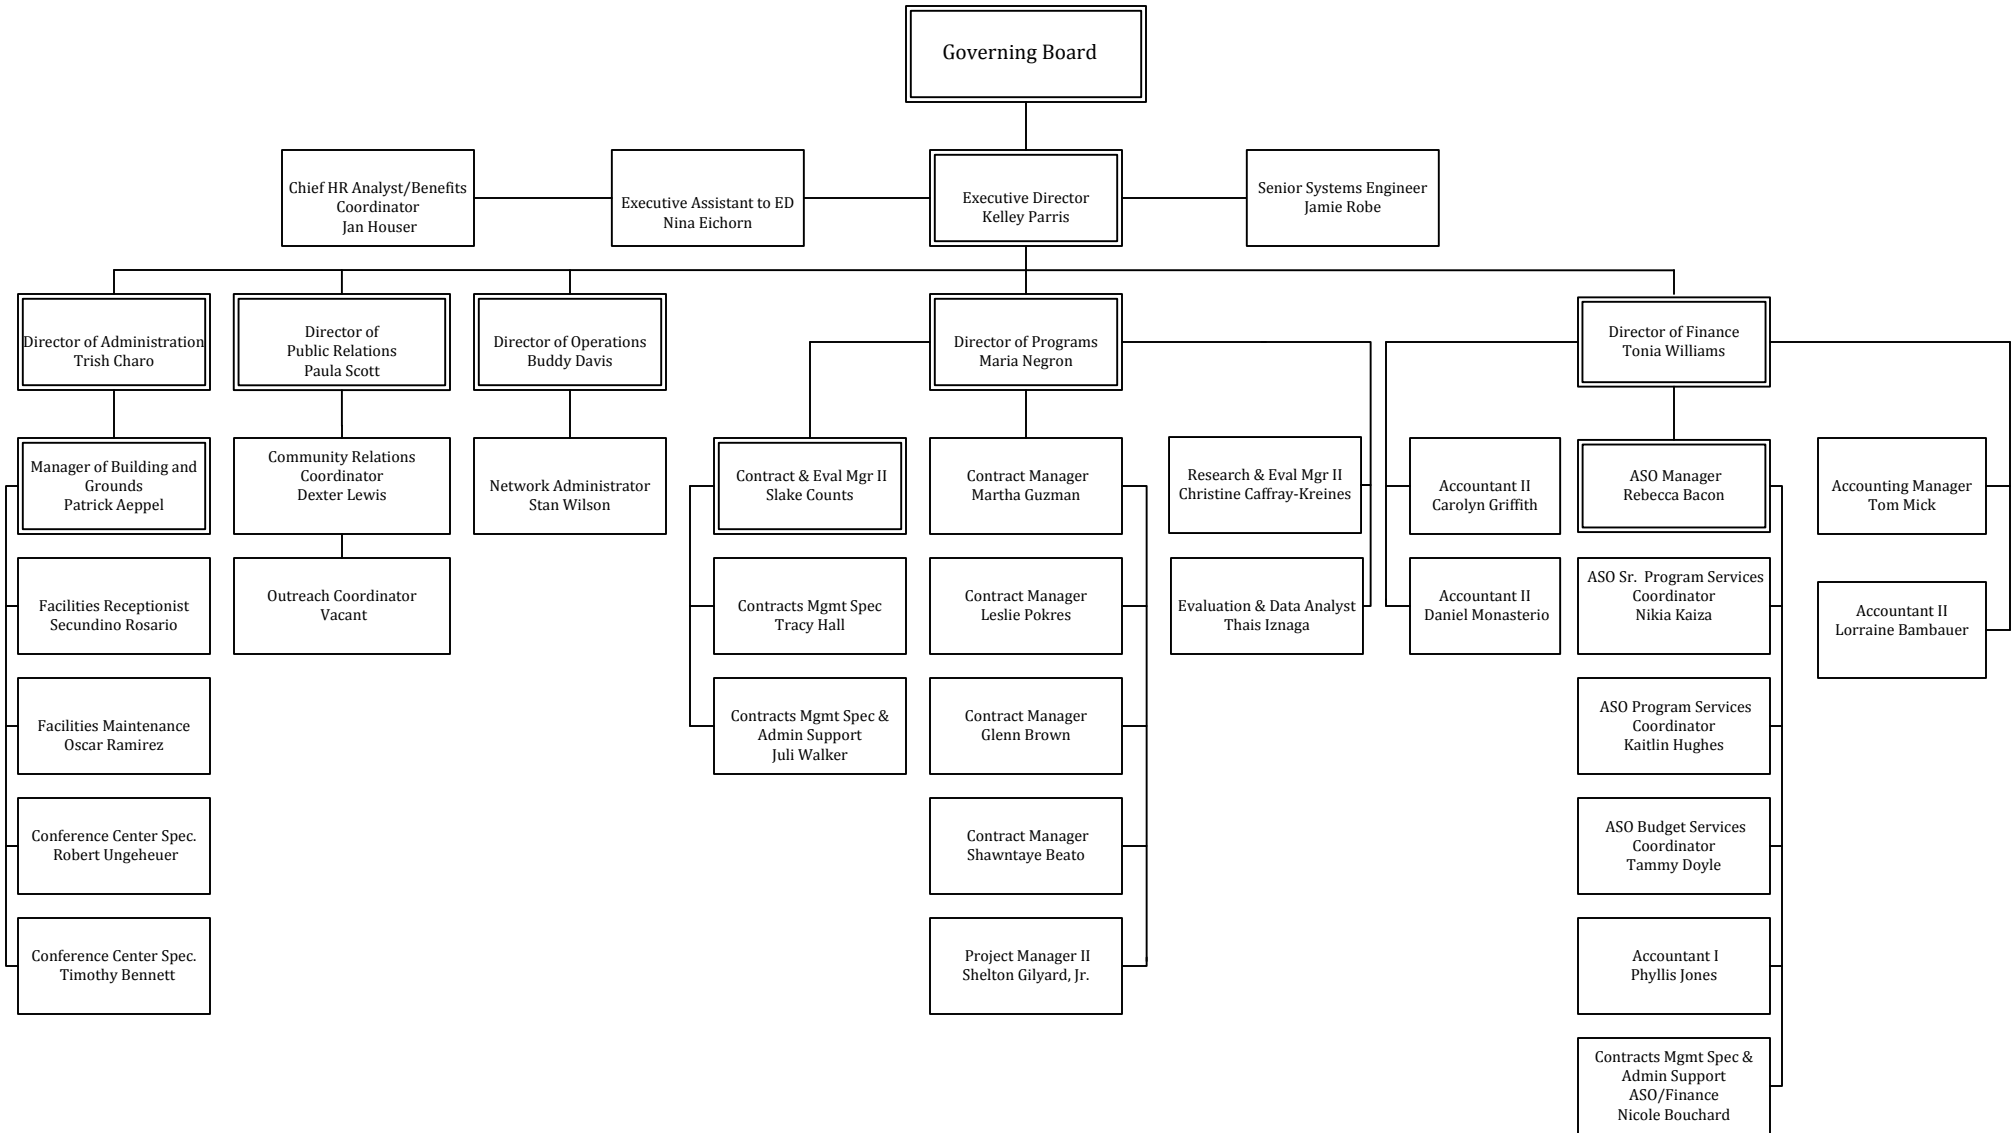 Governing Board
Chief HR Analyst/Benefits
Coordinator
Jan Houser
Executive Assistant to ED
Nina Eichorn
Executive Director
Kelley Parris
Senior Systems Engineer
Jamie Robe
Director of Administration
Trish Charo
Director of
Public Relations
Paula Scott
Director of Operations
Buddy Davis
Director of Programs
Maria Negron
Director of Finance
Tonia Williams
Manager of Building and
Grounds
Patrick Aeppel
Community Relations
Coordinator
Dexter Lewis
Network Administrator
Stan Wilson
Contract & Eval Mgr II
Slake Counts
Contract Manager
Martha Guzman
Research & Eval Mgr II
Christine Caffray-Kreines
Accountant II
Carolyn Griffith
ASO Manager
Rebecca Bacon
Accounting Manager
Tom Mick
Facilities Receptionist
Secundino Rosario
Outreach Coordinator
Vacant
Contracts Mgmt Spec
Tracy Hall
Contract Manager
Leslie Pokres
Evaluation & Data Analyst
Thais Iznaga
Accountant II
Daniel Monasterio
ASO Sr. Program Services
Coordinator
Nikia Kaiza
Accountant II
Lorraine Bambauer
Facilities Maintenance
Oscar Ramirez
Contracts Mgmt Spec &
Admin Support
Juli Walker
Contract Manager
Glenn Brown
ASO Program Services
Coordinator
Kaitlin Hughes
Conference Center Spec.
Robert Ungeheuer
Contract Manager
Shawntaye Beato
ASO Budget Services
Coordinator
Tammy Doyle
Conference Center Spec.
Timothy Bennett
Project Manager II
Shelton Gilyard, Jr.
Accountant I
Phyllis Jones
Contracts Mgmt Spec &
Admin Support
ASO/Finance
Nicole Bouchard